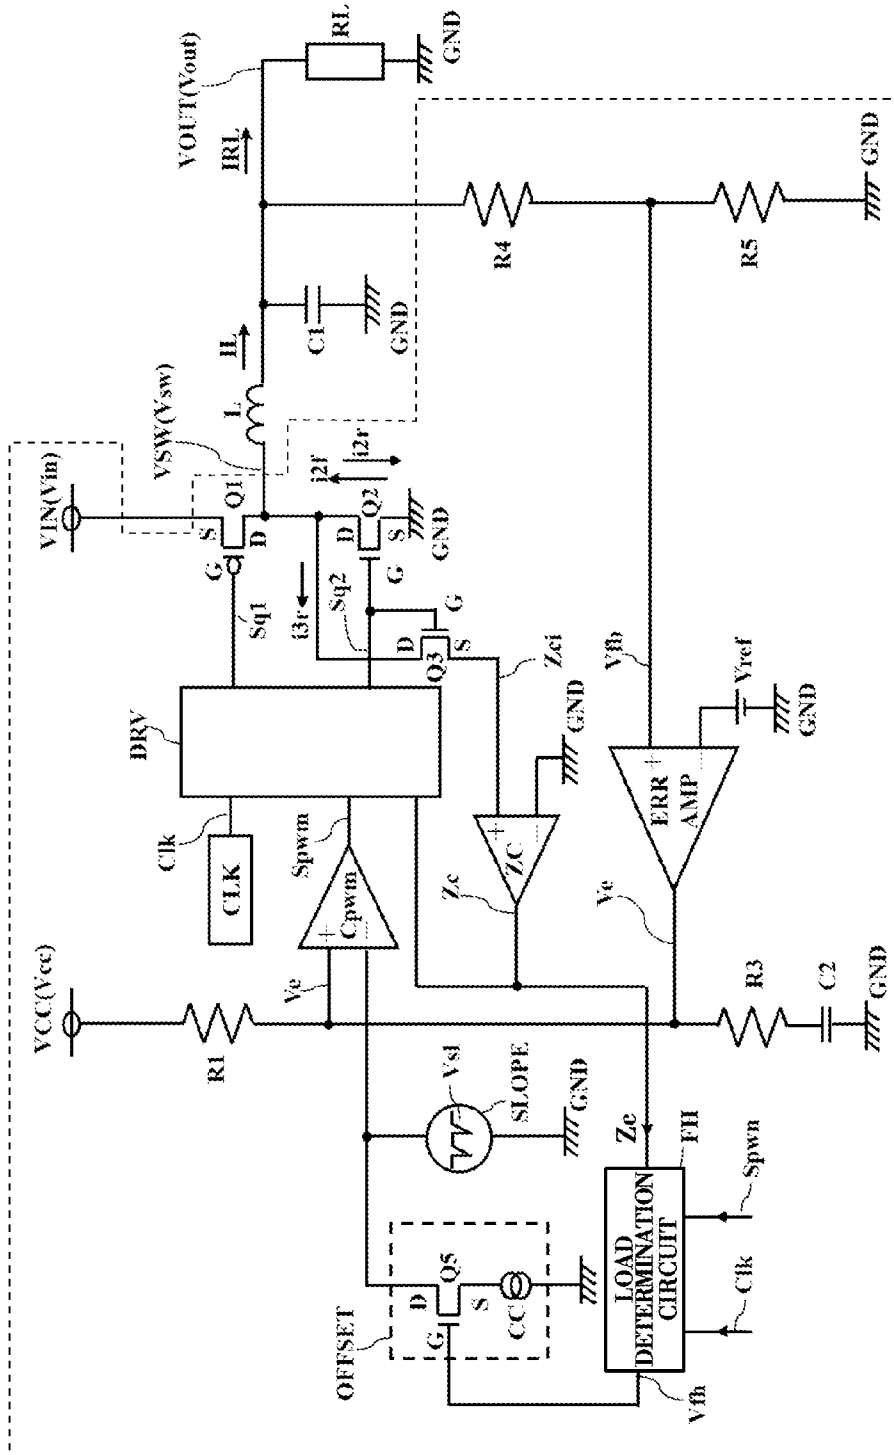 VIN(Vin)
VSW(Vsw)
IL
IRL
VOUT(Vout)
RL
GND
L
C1
GND
S
Q1
G
D
i2f
i2r
D
Q2
S
G
GND
Sq1
i3r
Sq2
D
G
Q3
S
Zci
DRV
Clk
CLK
Spwm
+
Cpwm
−
VCC(Vcc)
R1
Ve
Zc
+
ZC
−
GND
R4
R5
GND
Vfb
+
ERR
AMP
−
Vref
GND
Ve
R3
C2
GND
Vsl
SLOPE
GND
Zc
FH
Spwn
Clk
LOAD
DETERMINATION
CIRCUIT
Vfh
OFFSET
D
Q5
G
S
CC